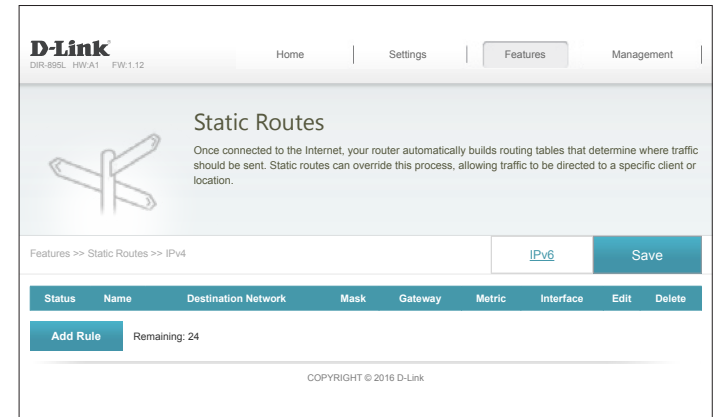 D-Link
DIR-895L HW:A1 FW:1.12
Home
Settings
Features
Management
Static Routes
Once connected to the Internet, your router automatically builds routing tables that determine where traffic
should be sent. Static routes can override this process, allowing traffic to be directed to a specific client or
location.
Features >> Static Routes >> IPv4
IPv6
Save
Status Name Destination Network Mask Gateway Metric Interface Edit Delete
Add Rule Remaining: 24
COPYRIGHT © 2016 D-Link